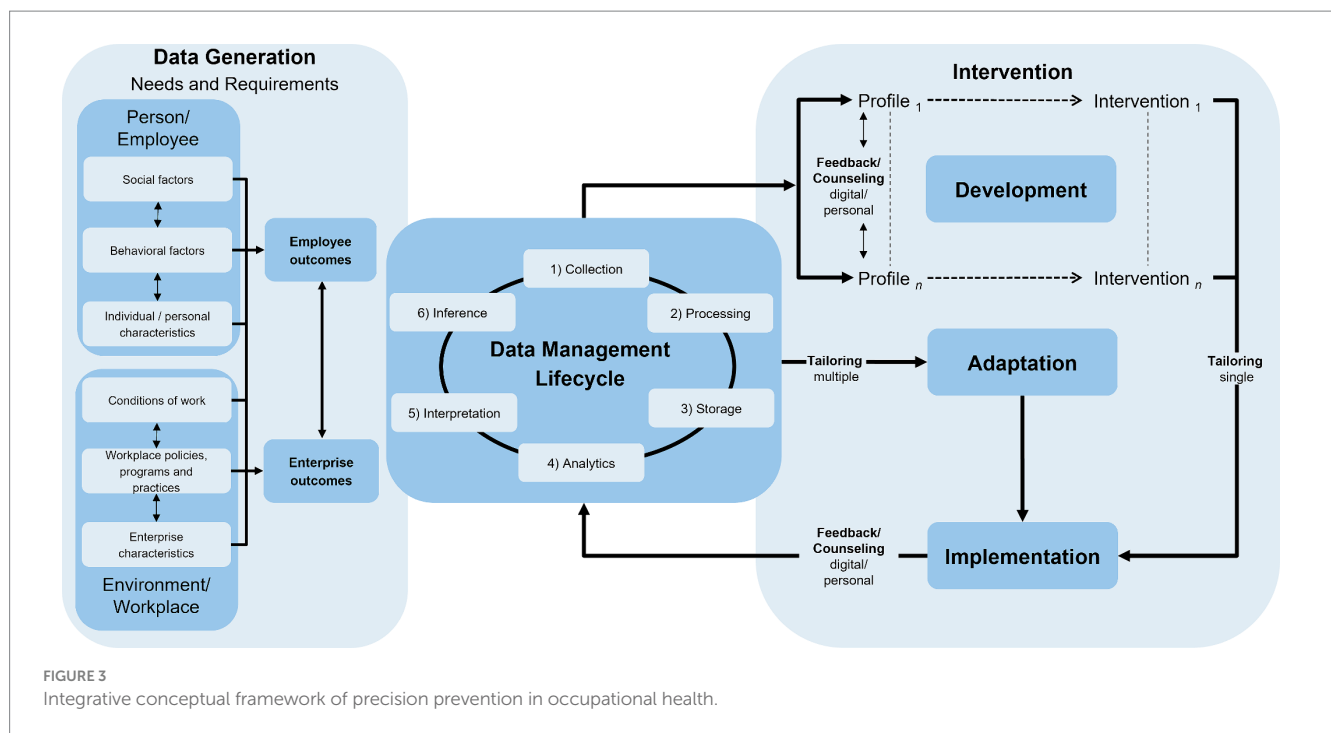 Data Generation
Needs and Requirements
Person/
Employee
Social factors
Behavioral factors
Individual / personal
characteristics
Conditions of work
Workplace policies,
programs and
practices
Enterprise
characteristics
Environment/
Workplace
Employee
outcomes
Enterprise
outcomes
Data Management
Lifecycle
1) Collection
2) Processing
3) Storage
4) Analytics
5) Interpretation
6) Inference
Intervention
Profile 1
Intervention 1
Feedback/
Counseling
digital/
personal
Development
Profile n
Intervention n
Tailoring
multiple
Adaptation
Tailoring
single
Feedback/
Counseling
digital/
personal
Implementation
FIGURE 3
Integrative conceptual framework of precision prevention in occupational health.